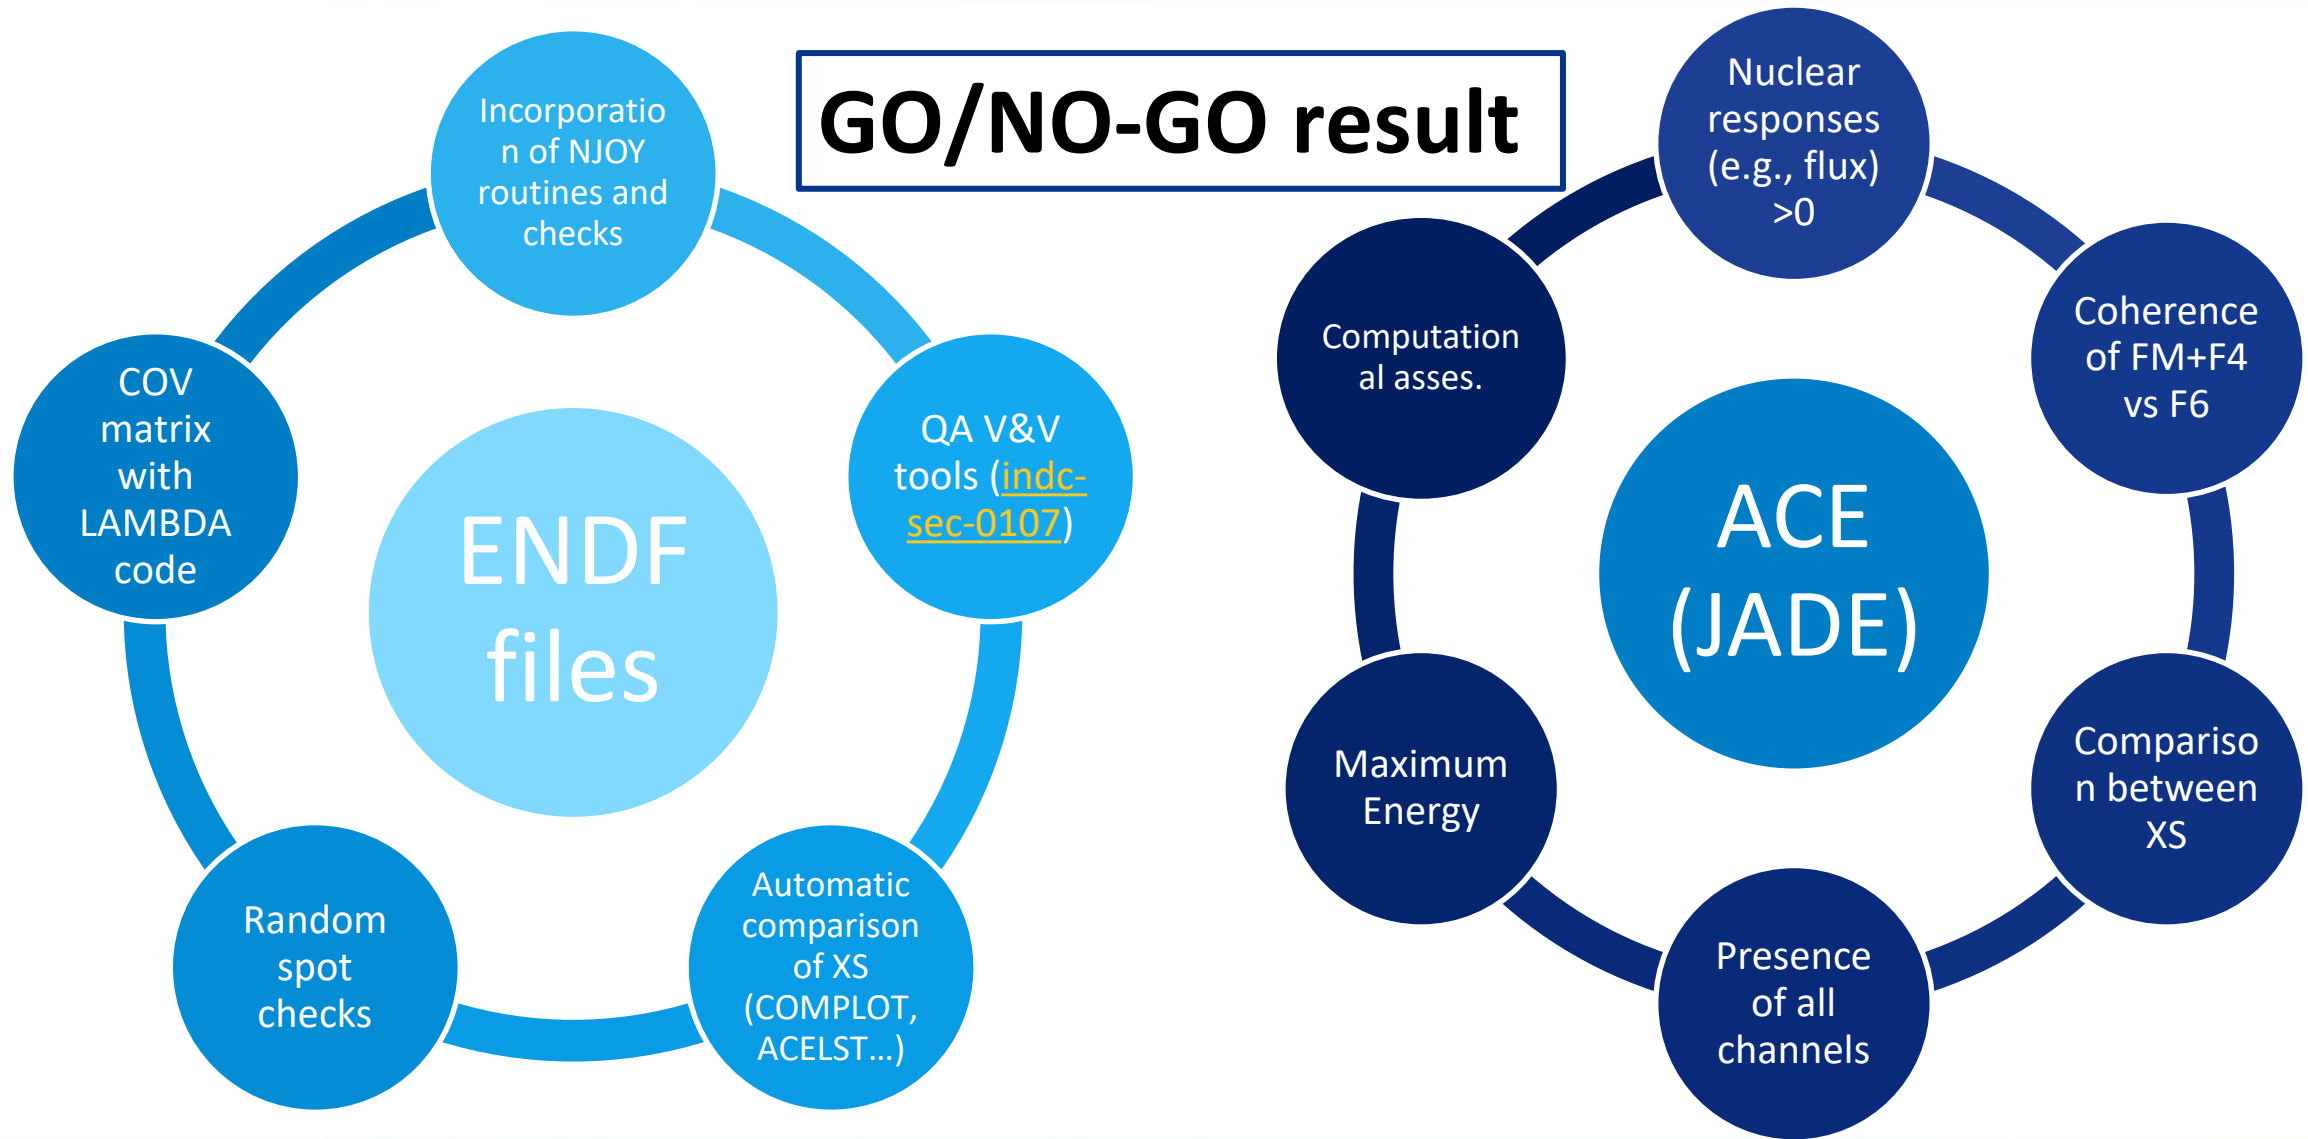 GO/NO-GO result
Incorporatio
n of NJOY
routines and
checks
QA V&V
tools (indc-
sec-0107)
Automatic
comparison
of XS
(COMPLOT,
ACELST...)
Random
spot
checks
COV
matrix
with
LAMBDA
code
ENDF
files
Nuclear
responses
(e.g., flux)
>0
Coherence
of FM+F4
vs F6
Compariso
n between
XS
Presence
of all
channels
Maximum
Energy
Computation
al asses.
ACE
(JADE)